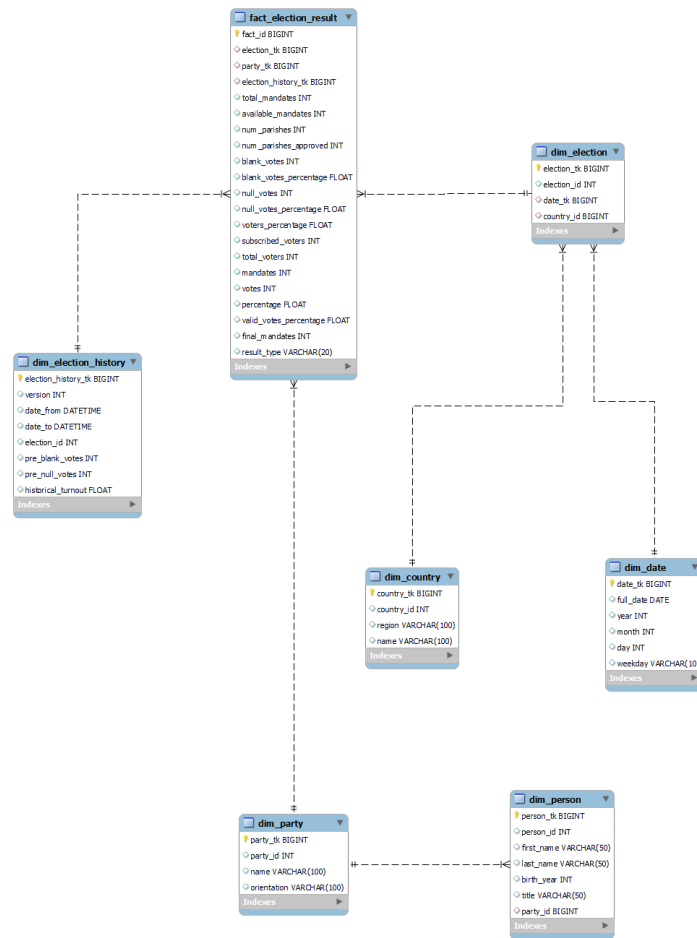 fact_election_result
fact_id BIGINT
election_tk BIGINT
party_tk BIGINT
election_history_tk BIGINT
total_mandates INT
available_mandates INT
num_parishes INT
num_parishes_approved INT
blank_votes INT
blank_votes_percentage FLOAT
null_votes INT
null_votes_percentage FLOAT
voters_percentage FLOAT
subscribed_voters INT
total_voters INT
mandates INT
votes INT
percentage FLOAT
valid_votes_percentage FLOAT
final_mandates INT
result_type VARCHAR(20)
Indexes
dim_election
election_tk BIGINT
election_id INT
date_tk BIGINT
country_id BIGINT
Indexes
dim_election_history
election_history_tk BIGINT
version INT
date_from DATETIME
date_to DATETIME
election_id INT
pre_blank_votes INT
pre_null_votes INT
historical_turnout FLOAT
Indexes
dim_country
country_tk BIGINT
country_id INT
region VARCHAR(100)
name VARCHAR(100)
Indexes
dim_date
date_tk BIGINT
full_date DATE
year INT
month INT
day INT
weekday VARCHAR(10
Indexes
dim_party
party_tk BIGINT
party_id INT
name VARCHAR(100)
orientation VARCHAR(100)
Indexes
dim_person
person_tk BIGINT
person_id INT
first_name VARCHAR(50)
last_name VARCHAR(50)
birth_year INT
title VARCHAR(50)
party_id BIGINT
Indexes